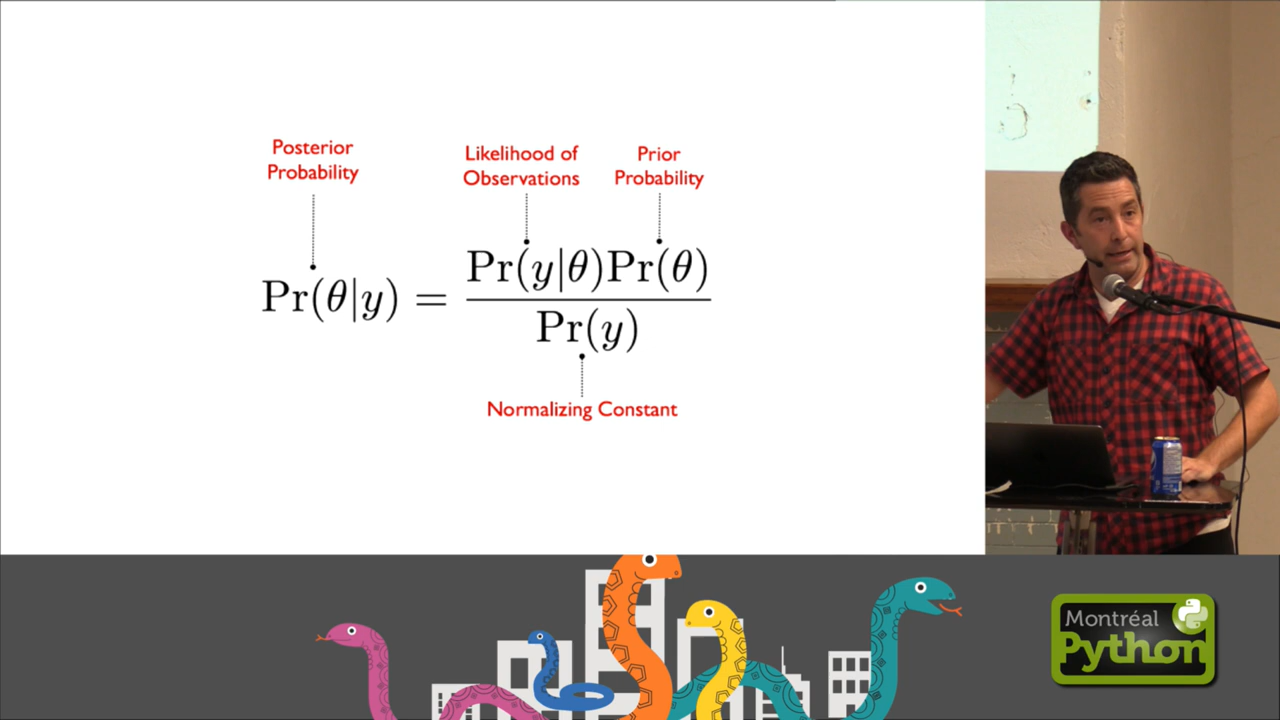 Posterior
Probability
Likelihood of
Observations
Prior
Probability
Pr(θ|y) = Pr(y|θ)Pr(θ) / Pr(y)
Normalizing Constant
Montréal
Python